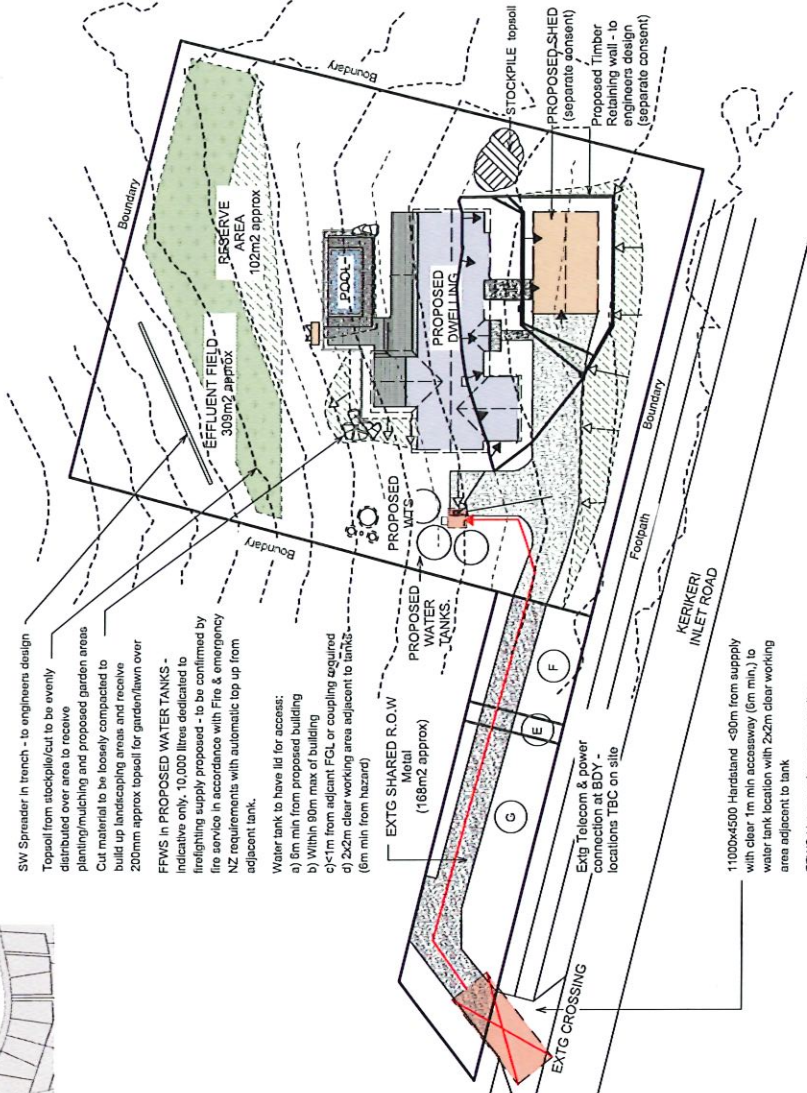 SW Spreader in trench - to engineers design
Topsoil from stockpile/cut to be evenly
distributed over area to receive
planting/mulching and proposed garden areas
Cut material to be loosely compacted to
build up landscaping areas and receive
200mm approx topsoil for garden/lawn over
FFWS in PROPOSED WATER TANKS -
indicative only. 10,000 litres dedicated to
firefighting supply proposed - to be confirmed by
fire service in accordance with Fire & emergency
NZ requirements with automatic top up from
adjacent tank.
Water tank to have lid for access;
a) 6m min from proposed building
b) Within 90m max of building
c)<1m from adjcant FGL or coupling required
d) 2x2m clear working area adjacent to tanks
(6m min from hazard)
EXTG SHARED R.O.W
Metal
(168m2 approx)
Boundary
Boundary
Boundary
Boundary
EFFLUENT FIELD
309m2 approx
RESERVE
AREA
102m2 approx
POOL
PROPOSED
DWELLING
PROPOSED
WTS
PROPOSED
WATER
TANKS.
STOCKPILE topsoil
PROPOSED SHED
(separate consent)
Proposed Timber
Retaining wall - to
engineers design
(separate consent)
G
E
F
Footpath
KERIKERI
INLET ROAD
Extg Telecom & power
connection at BDY -
locations TBC on site
EXTG CROSSING
11000x4500 Hardstand <90m from suppply
with clear 1m min accessway (6m min,) to
water tank location with 2x2m clear working
area adjacent to tank